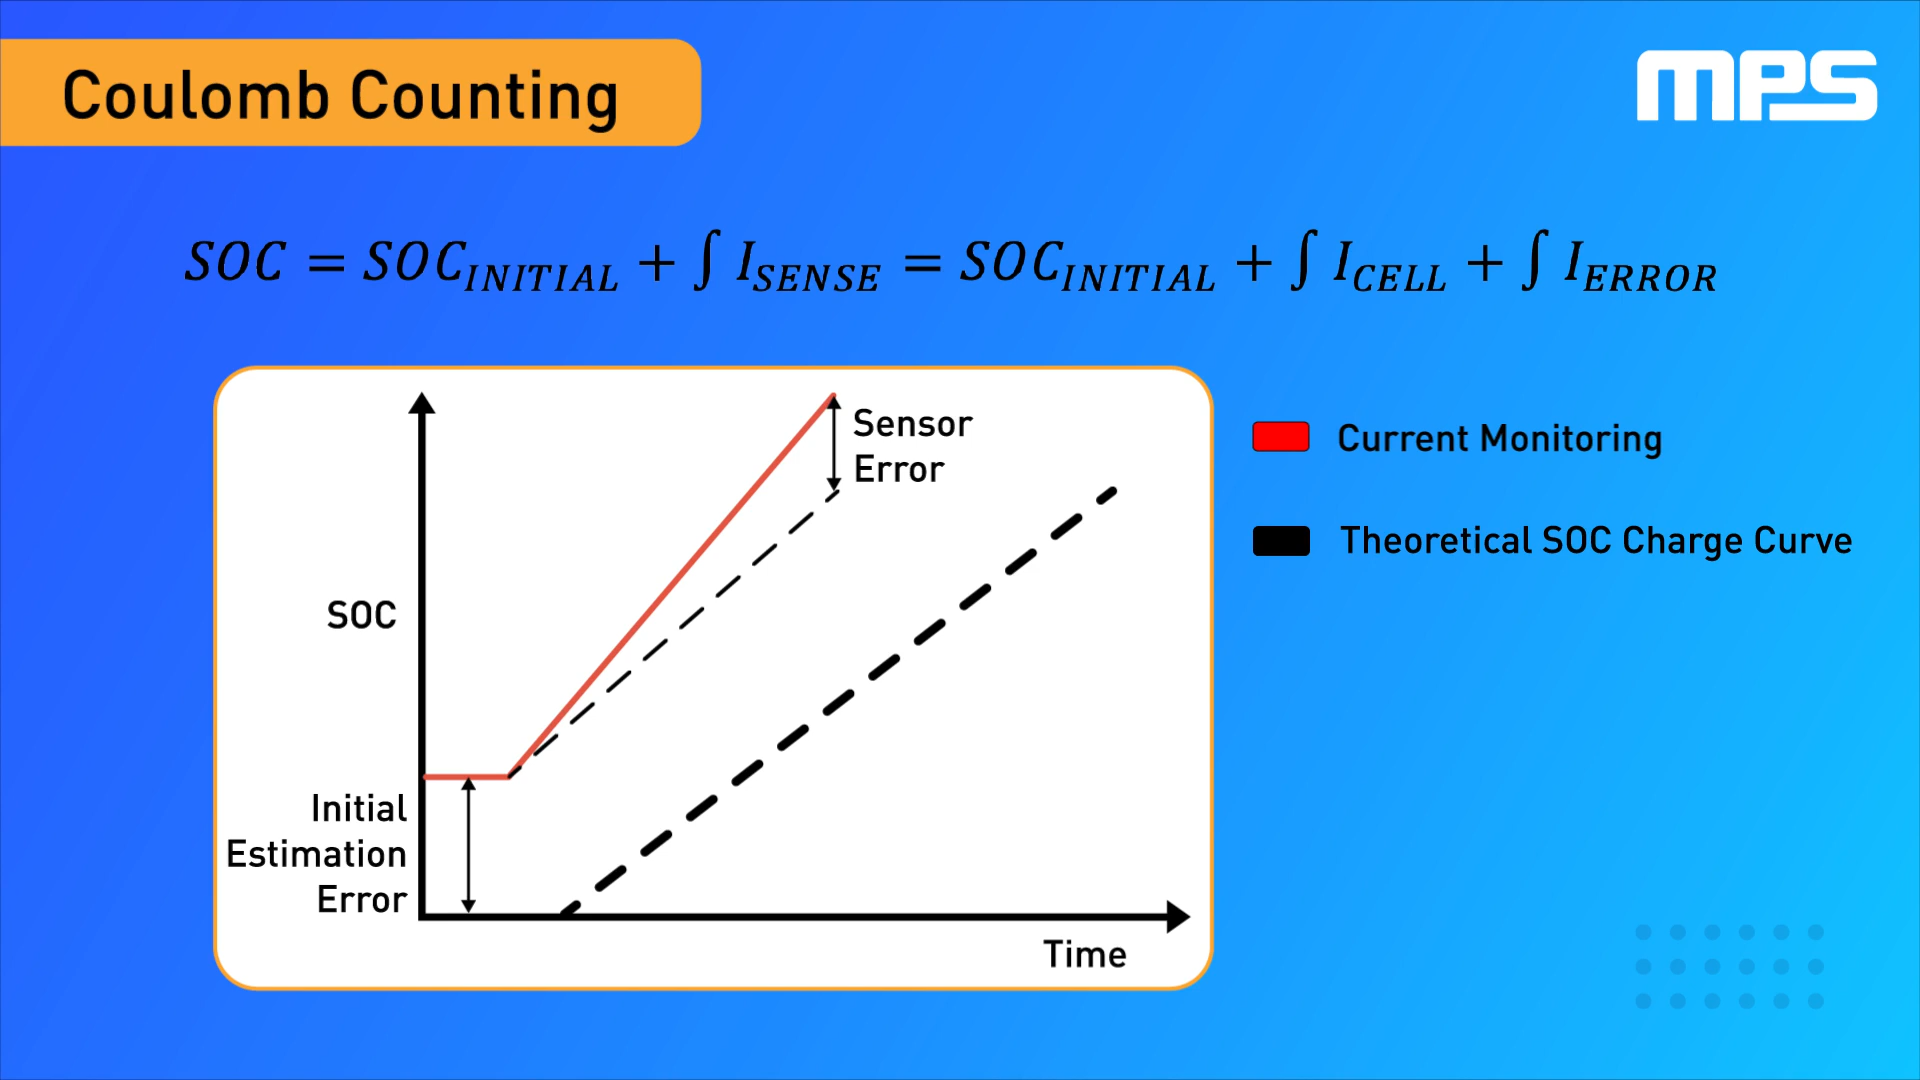 Coulomb Counting
MPS
SOC = SOC_INITIAL + ∫ I_SENSE = SOC_INITIAL + ∫ I_CELL + ∫ I_ERROR
Sensor
Error
Current Monitoring
Theoretical SOC Charge Curve
SOC
Initial
Estimation
Error
Time